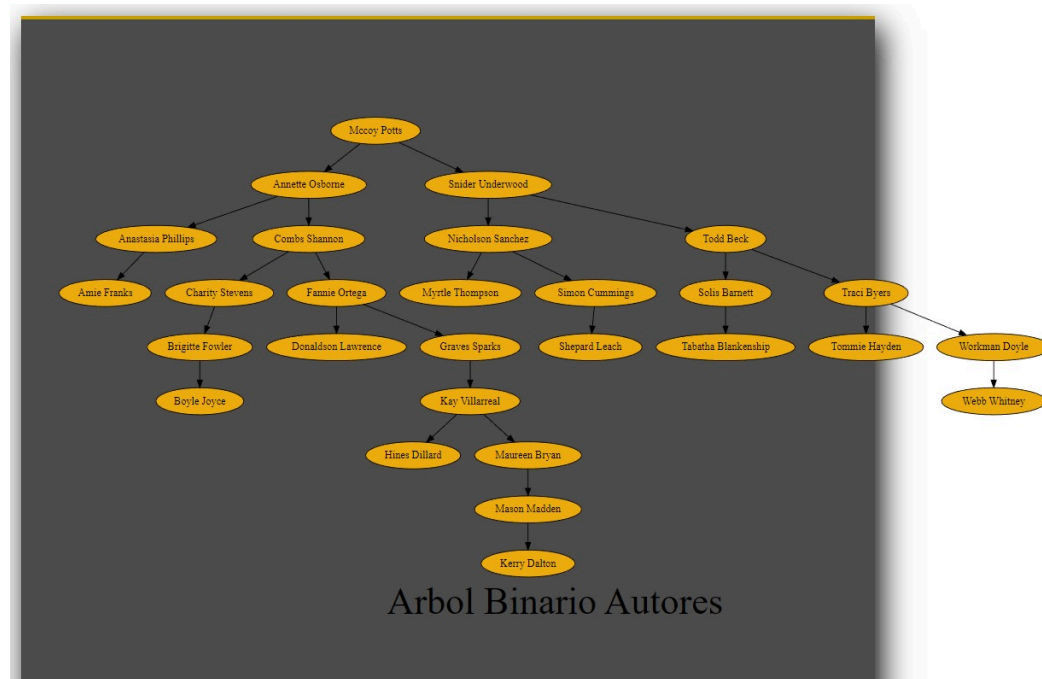 Mccoy Potts
Annette Osborne
Snider Underwood
Anastasia Phillips
Combs Shannon
Nicholson Sanchez
Todd Beck
Amie Franks
Charity Stevens
Fannie Ortega
Myrtle Thompson
Simon Cummings
Solis Barnett
Traci Byers
Brigitte Fowler
Donaldson Lawrence
Graves Sparks
Shepard Leach
Tabatha Blankenship
Tommie Hayden
Workman Doyle
Boyle Joyce
Kay Villarreal
Webb Whitney
Hines Dillard
Maureen Bryan
Mason Madden
Kerry Dalton
Arbol Binario Autores